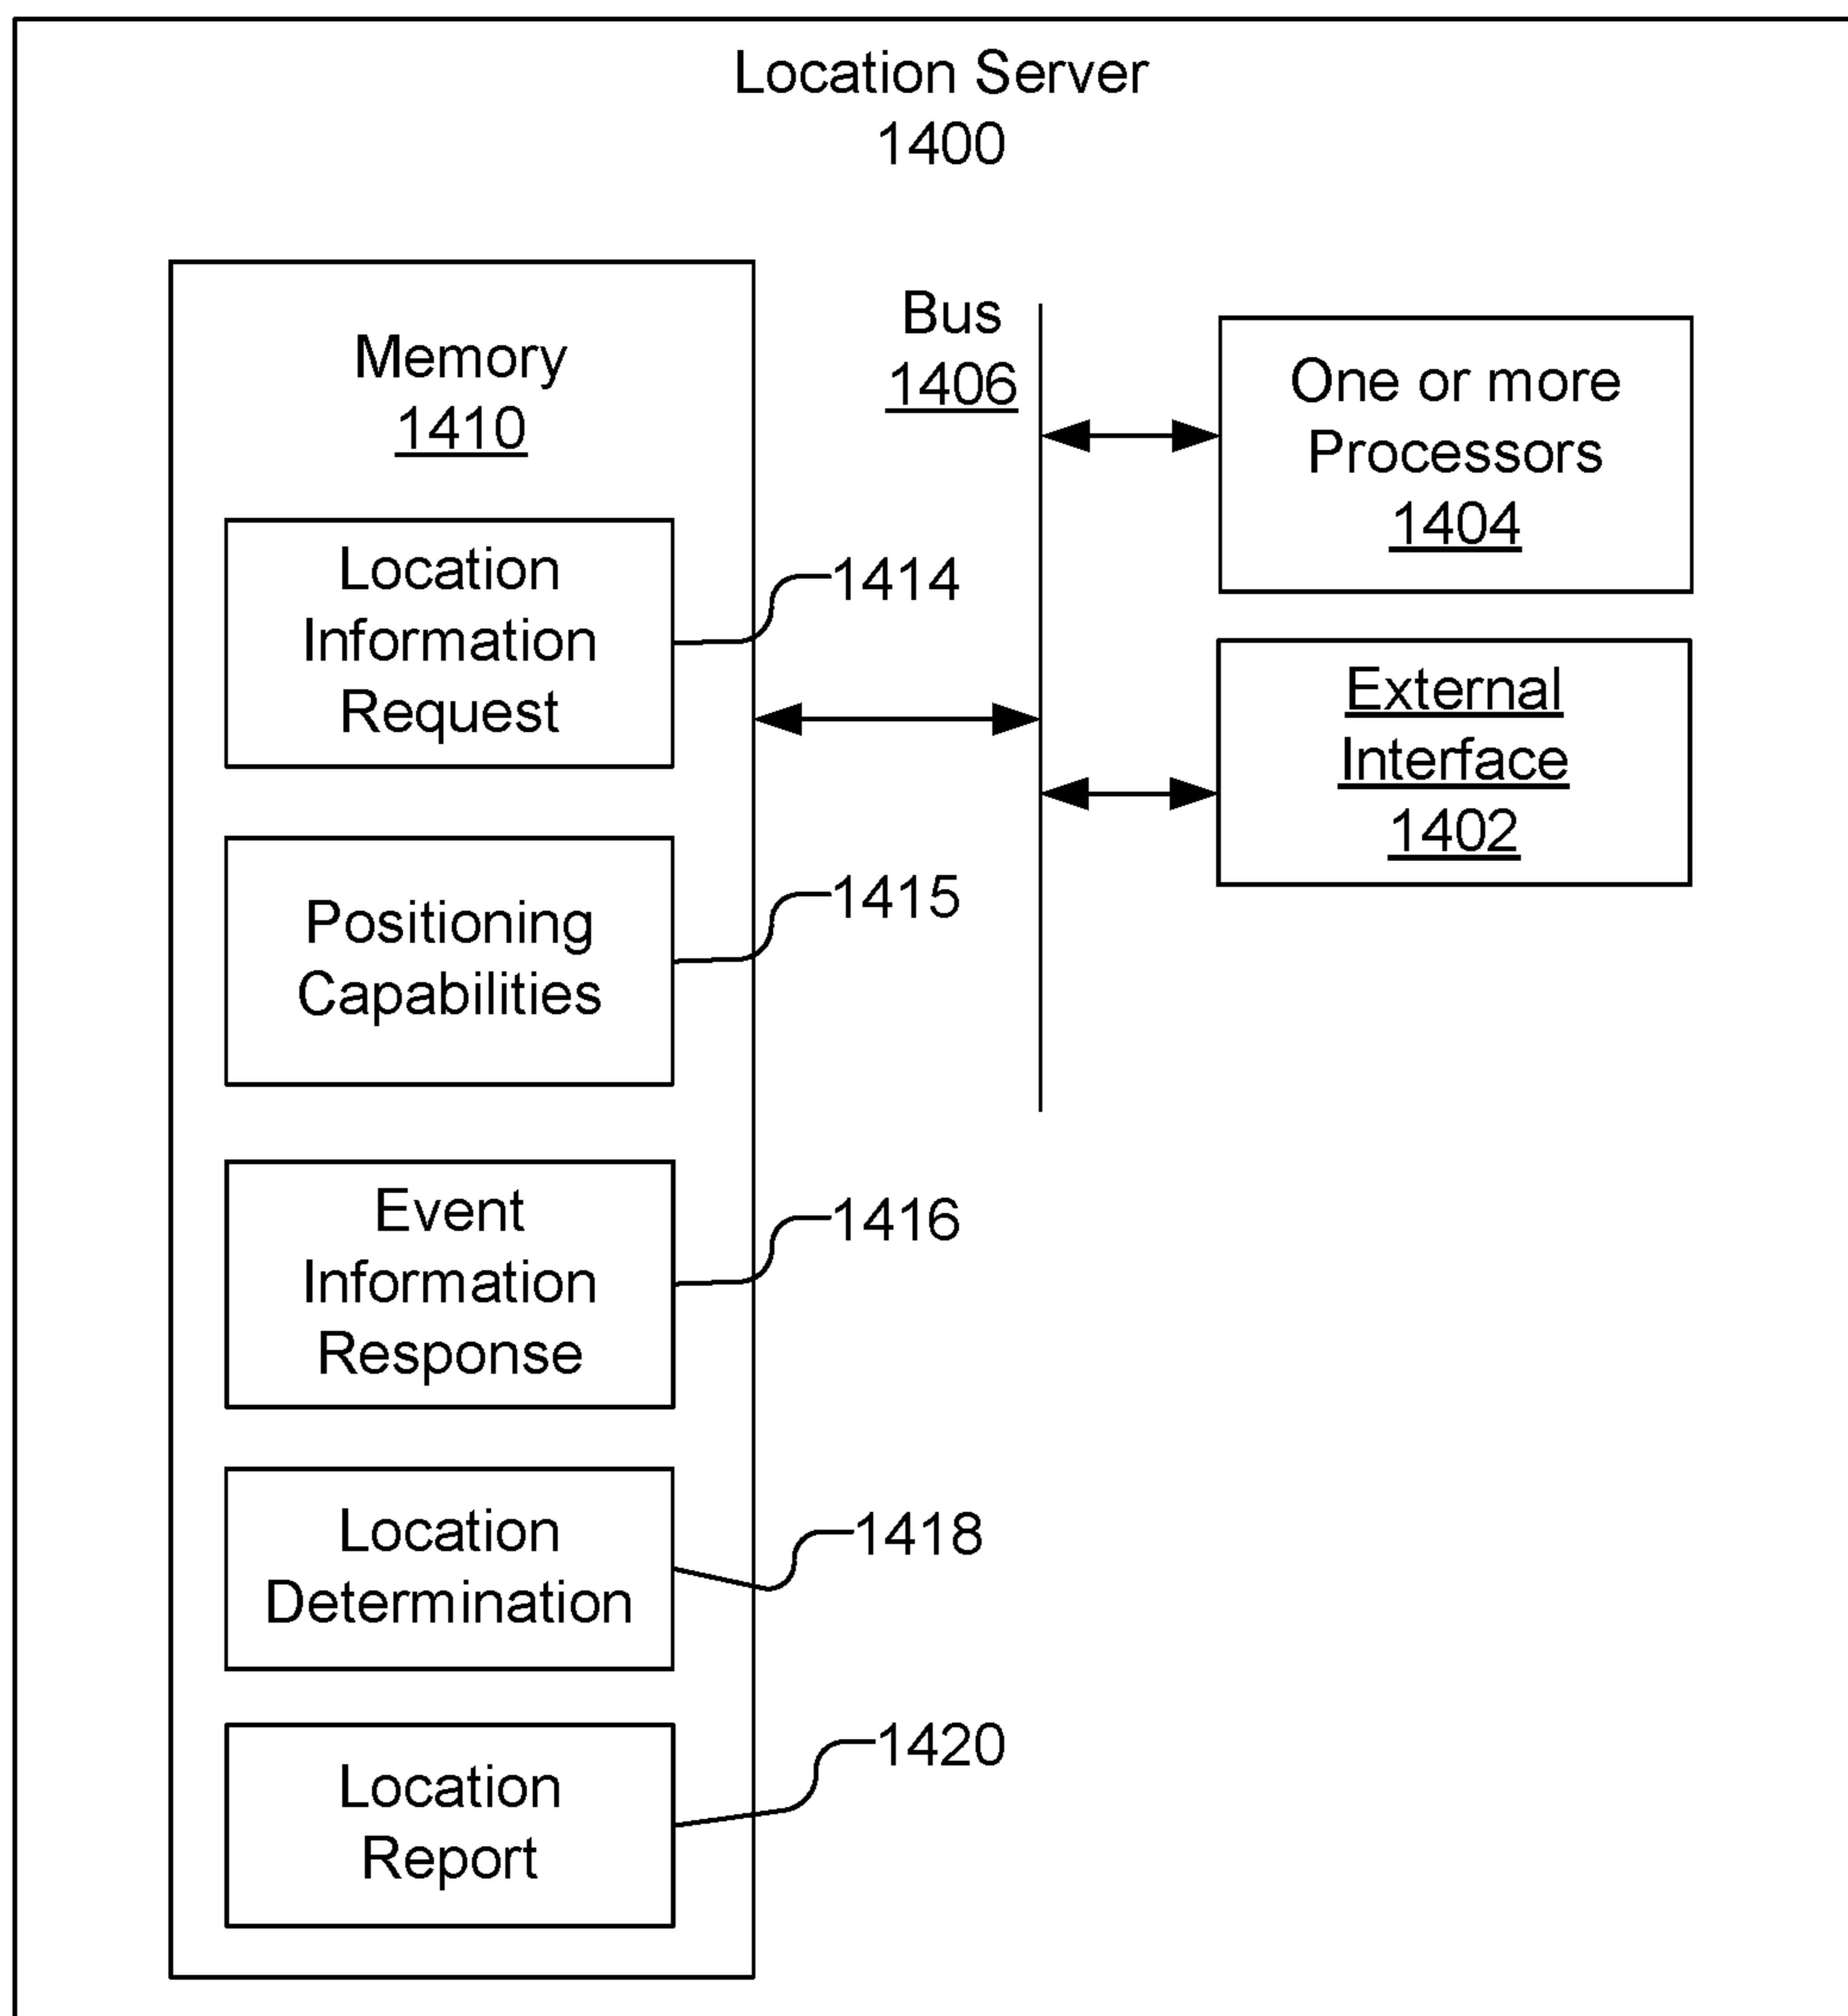 Location Server
1400
Memory
1410
Location
Information
Request
1414
Positioning
Capabilities
1415
Event
Information
Response
1416
Location
Determination
1418
Location
Report
1420
Bus
1406
One or more
Processors
1404
External
Interface
1402